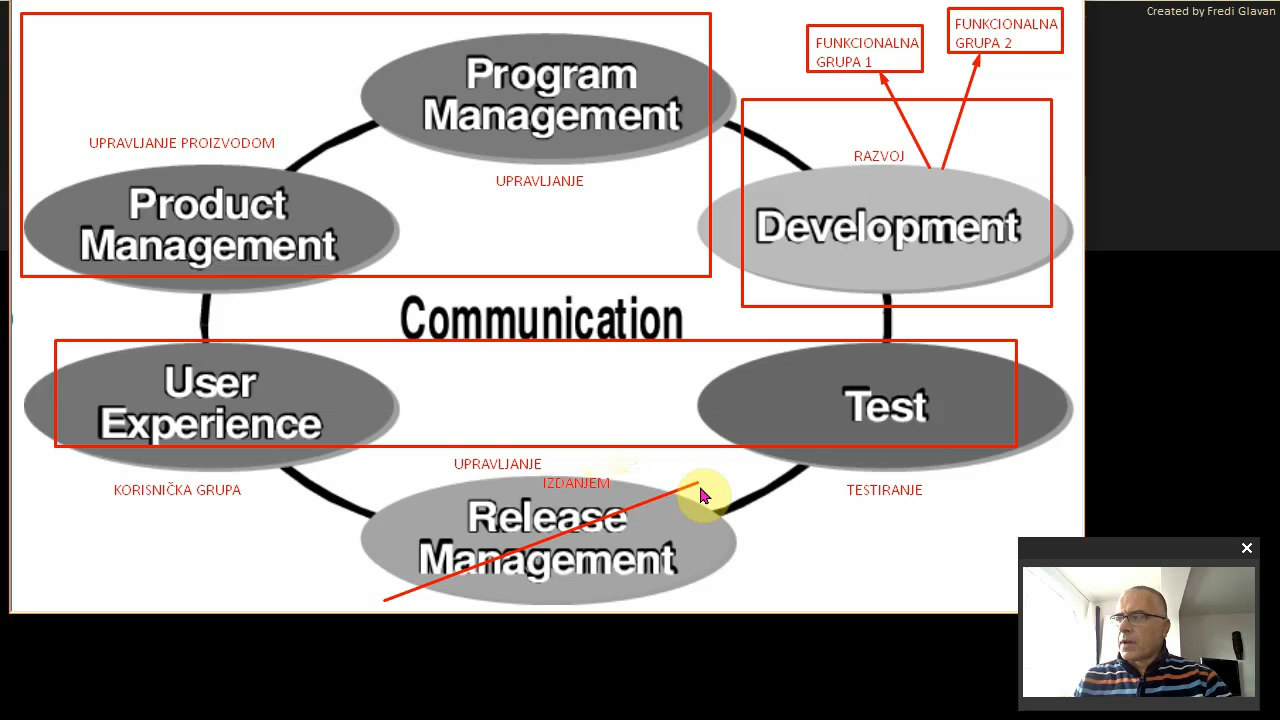 Created by Fredi Glavan
FUNKCIONALNA
GRUPA 2
FUNKCIONALNA
GRUPA 1
Program
Management
UPRAVLJANJE PROIZVODOM
RAZVOJ
UPRAVLJANJE
Product
Management
Development
Communication
User
Experience
Test
UPRAVLJANJE
IZDANJEM
KORISNIČKA GRUPA
TESTIRANJE
Release
Management